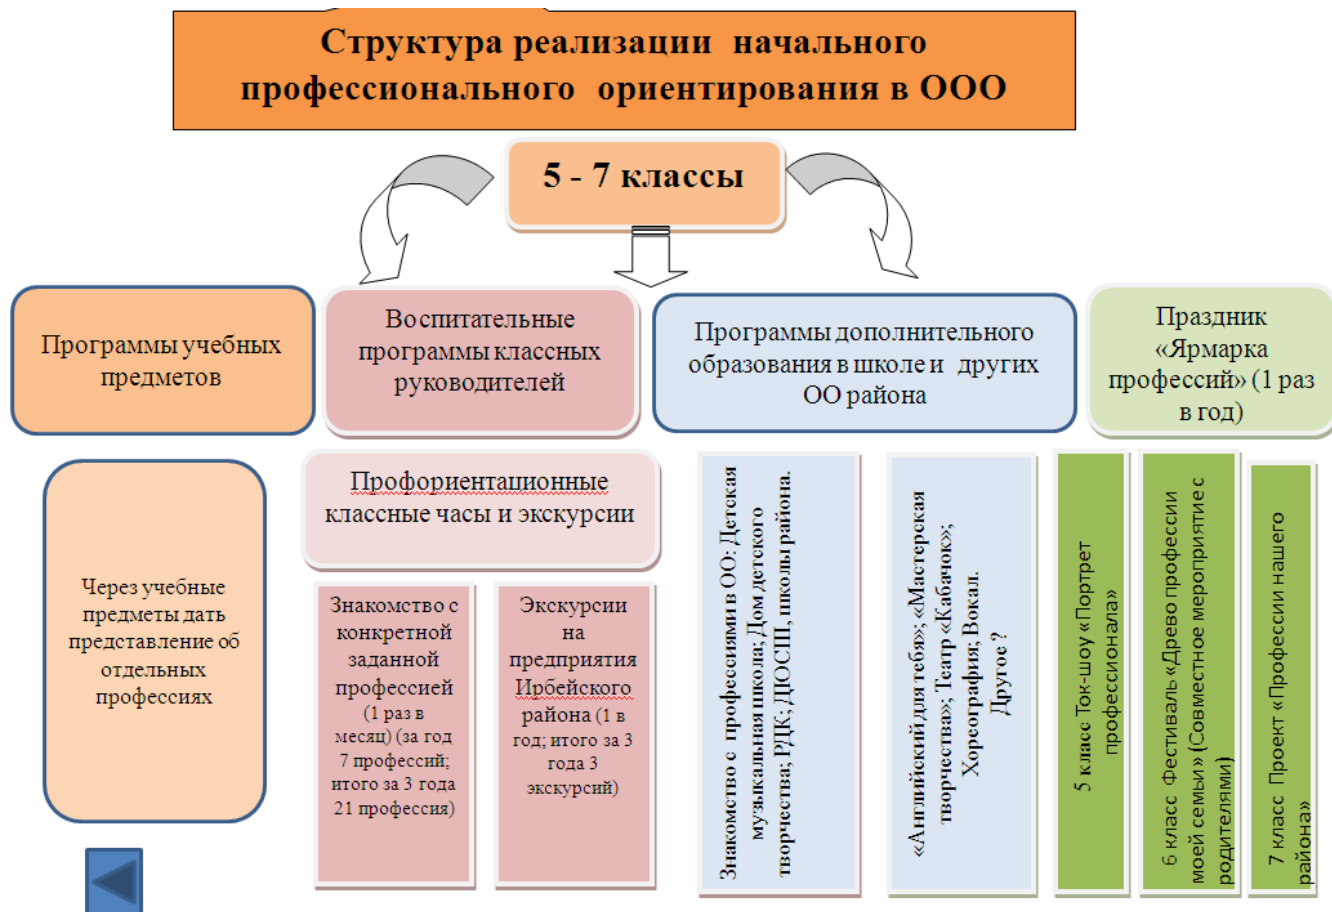 Структура реализации начального
профессионального ориентирования в ООО
5 - 7 классы
Программы учебных
предметов
Воспитательные
программы классных
руководителей
Программы дополнительного
образования в школе и других
ОО района
Праздник
«Ярмарка
профессий» (1 раз
в год)
Через учебные
предметы дать
представление об
отдельных
профессиях
Профориентационные
классные часы и экскурсии
Знакомство с
конкретной
заданной
профессией
(1 раз в
месяц) (за год
7 профессий;
итого за 3 года
21 профессия)
Экскурсии
на
предприятия
Ирбейского
района (1 в
год; итого за 3
года 3
экскурсий)
Знакомство с профессиями в ОО: Детская
музыкальная школа; Дом детского
творчества; РДК; ДЮСШ, школы района.
«Английский для тебя»; «Мастерская
творчества»; Театр «Кабачок»;
Хореография; Вокал.
Другое ?
5 класс Ток-шоу «Портрет
профессионала»
6 класс Фестиваль «Древо профессии
моей семьи» (Совместное мероприятие с
родителями)
7 класс Проект «Профессии нашего
района»